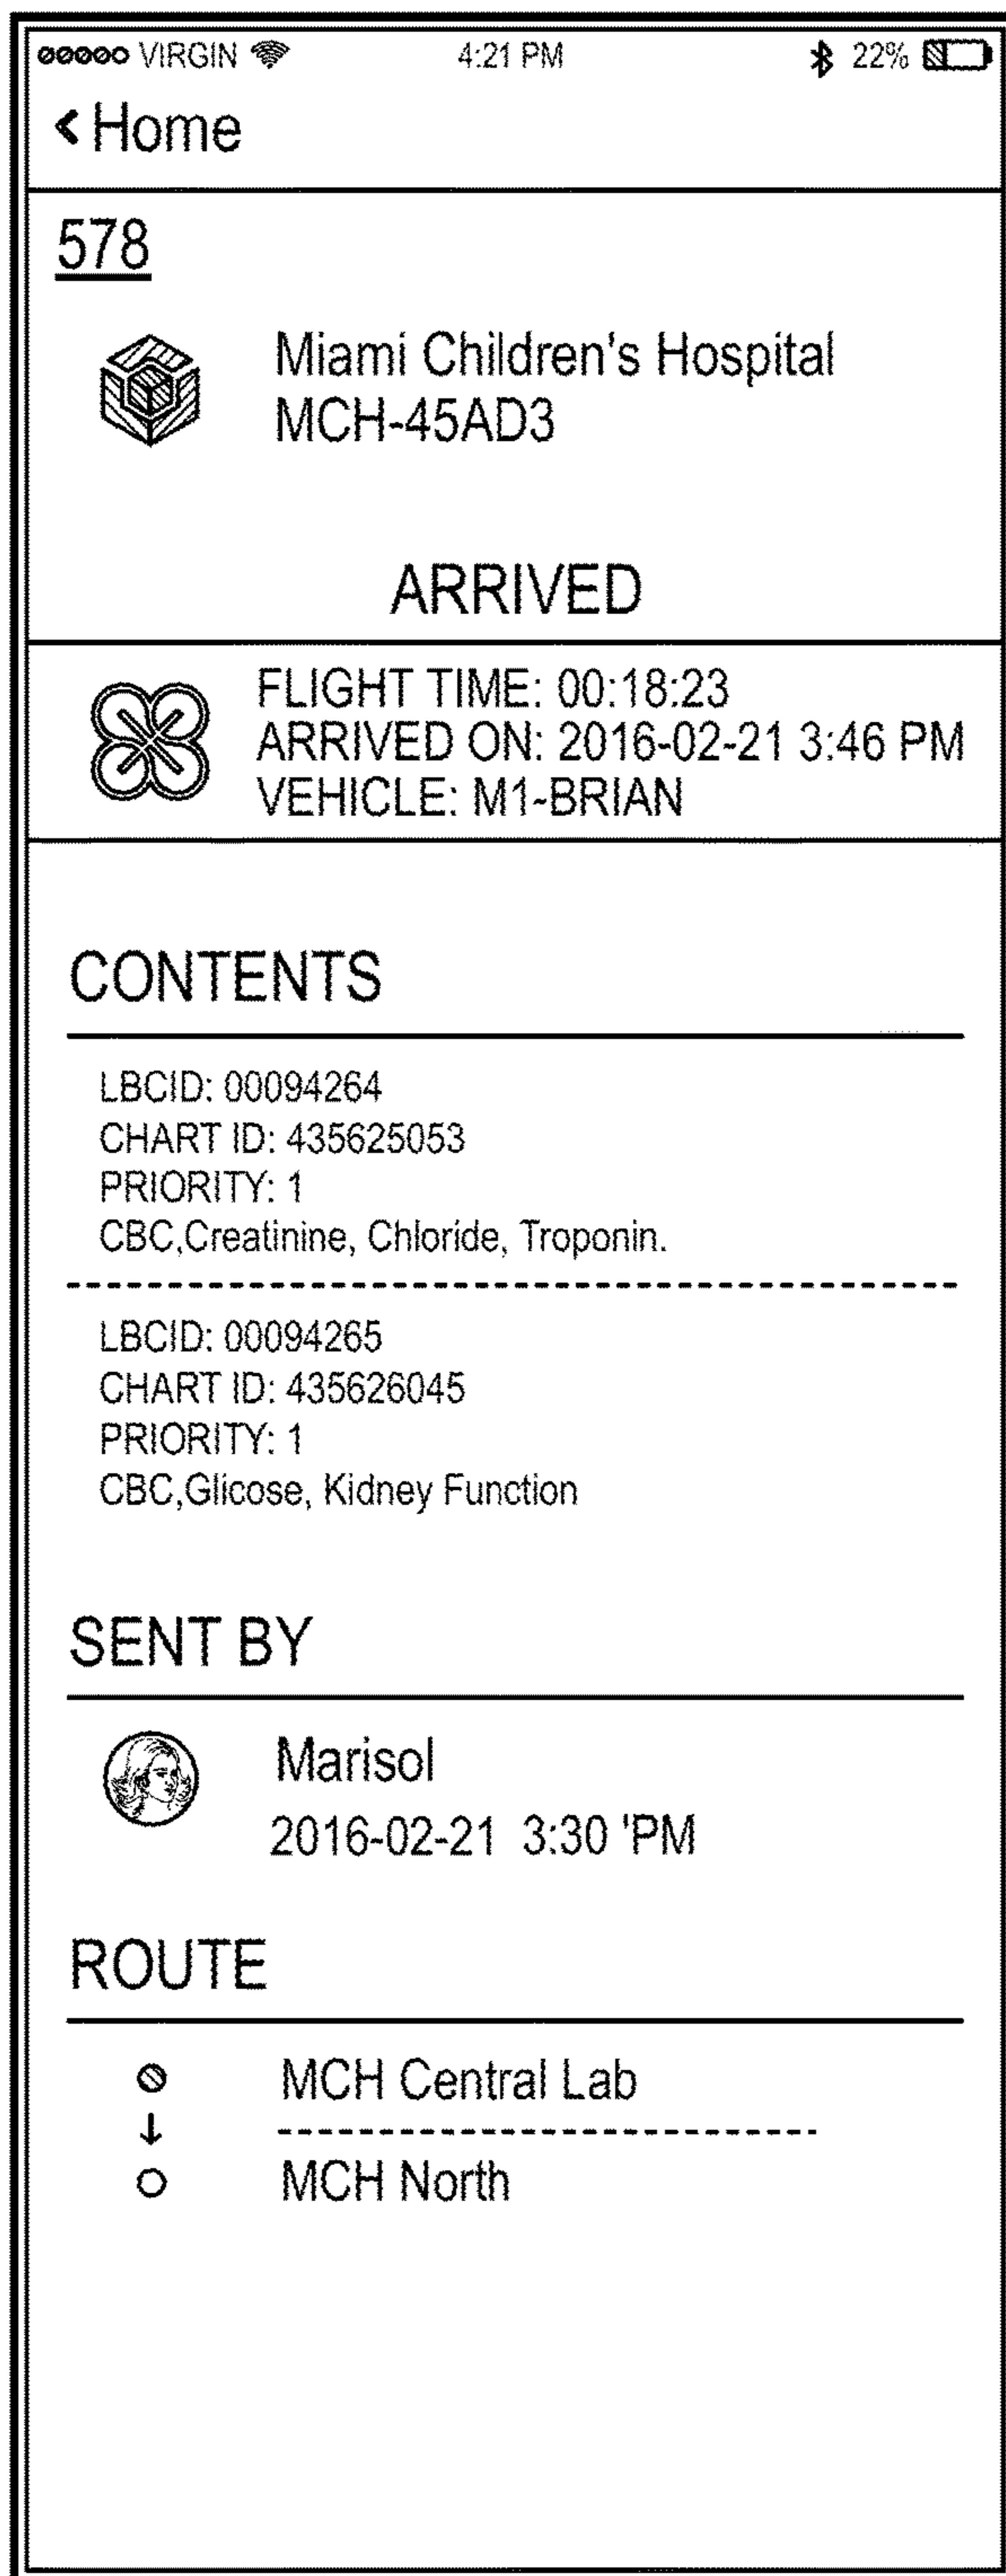 VIRGIN 4:21 PM 22%
< Home
578
Miami Children's Hospital
MCH-45AD3
ARRIVED
FLIGHT TIME: 00:18:23
ARRIVED ON: 2016-02-21 3:46 PM
VEHICLE: M1-BRIAN
CONTENTS
LBCID: 00094264
CHART ID: 435625053
PRIORITY: 1
CBC,Creatinine, Chloride, Troponin.
LBCID: 00094265
CHART ID: 435626045
PRIORITY: 1
CBC,Glicose, Kidney Function
SENT BY
Marisol
2016-02-21 3:30 'PM
ROUTE
MCH Central Lab
MCH North